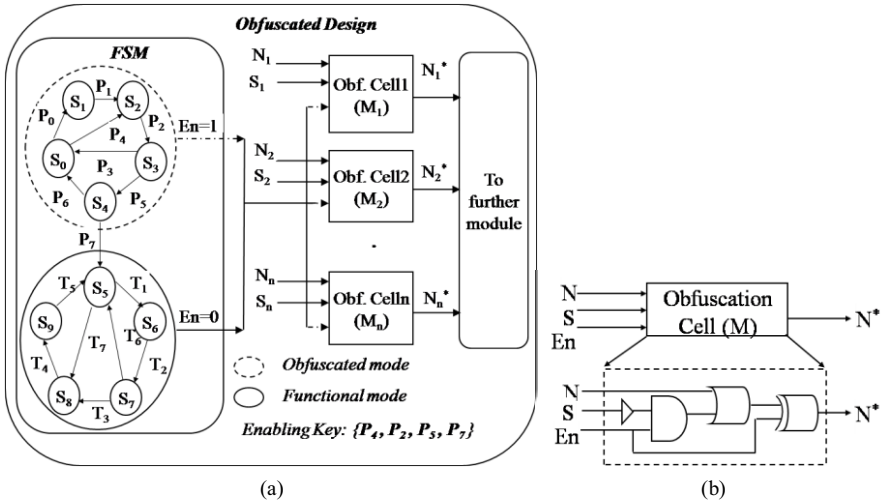 Obfuscated Design
FSM
S1
P1
S2
P0
P4
P2
S0
P3
S3
P6
S4
P5
P7
En=1
T5
S5
T1
S9
S6
T6
T4
T7
T2
S8
T3
S7
En=0
N1
S1
Obf. Cell1
(M1)
N1*
N2
S2
Obf. Cell2
(M2)
N2*
Nn
Sn
Obf. Celln
(Mn)
Nn*
To
further
module
Obfuscated mode
Functional mode
Enabling Key: {P4, P2, P5, P7}
(a)
N
S
En
Obfuscation
Cell (M)
N*
N
S
En
N*
(b)